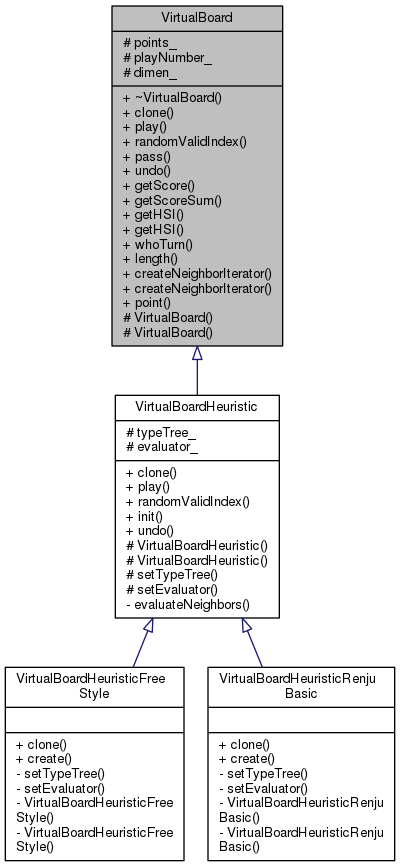 VirtualBoard
# points_
# playNumber_
# dimen_
+ ~VirtualBoard()
+ clone()
+ play()
+ randomValidIndex()
+ pass()
+ undo()
+ getScore()
+ getScoreSum()
+ getHSI()
+ getHSI()
+ whoTurn()
+ length()
+ createNeighborIterator()
+ createNeighborIterator()
+ point()
# VirtualBoard()
# VirtualBoard()
VirtualBoardHeuristic
# typeTree_
# evaluator_
+ clone()
+ play()
+ randomValidIndex()
+ init()
+ undo()
# VirtualBoardHeuristic()
# VirtualBoardHeuristic()
# setTypeTree()
# setEvaluator()
- evaluateNeighbors()
VirtualBoardHeuristicFree
Style
+ clone()
+ create()
- setTypeTree()
- setEvaluator()
- VirtualBoardHeuristicFree
Style()
- VirtualBoardHeuristicFree
Style()
VirtualBoardHeuristicRenju
Basic
+ clone()
+ create()
- setTypeTree()
- setEvaluator()
- VirtualBoardHeuristicRenju
Basic()
- VirtualBoardHeuristicRenju
Basic()